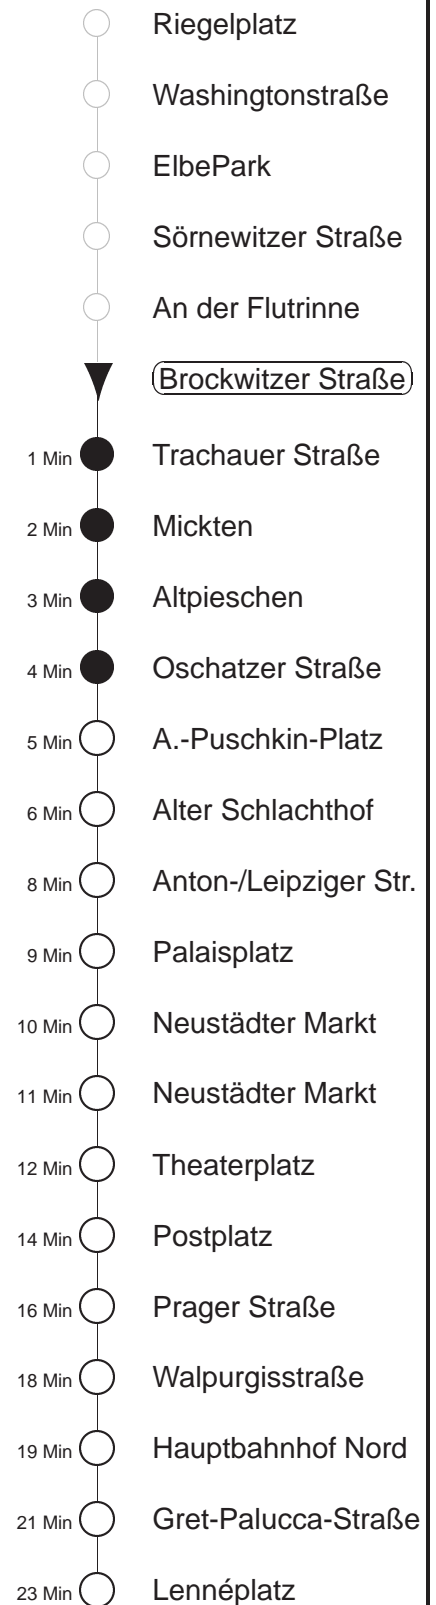 Riegelplatz
Washingtonstraße
ElbePark
Sörnewitzer Straße
An der Flutrinne
Brockwitzer Straße
1 Min Trachauer Straße
2 Min Mickten
3 Min Altpieschen
4 Min Oschatzer Straße
5 Min A.-Puschkin-Platz
6 Min Alter Schlachthof
8 Min Anton-/Leipziger Str.
9 Min Palaisplatz
10 Min Neustädter Markt
11 Min Neustädter Markt
12 Min Theaterplatz
14 Min Postplatz
16 Min Prager Straße
18 Min Walpurgisstraße
19 Min Hauptbahnhof Nord
21 Min Gret-Palucca-Straße
23 Min Lennéplatz